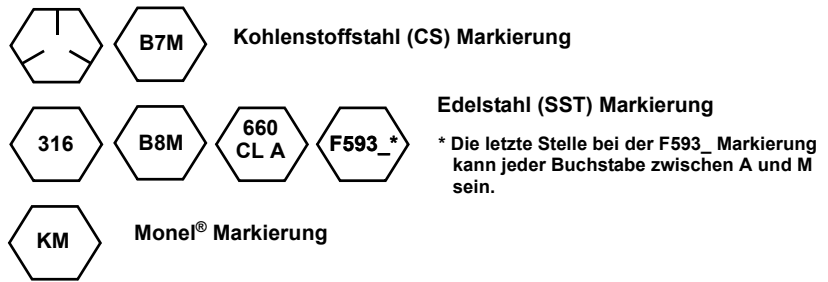 B7M
Kohlenstoffstahl (CS) Markierung
316
B8M
660
CL A
F593_*
Edelstahl (SST) Markierung
* Die letzte Stelle bei der F593_ Markierung
kann jeder Buchstabe zwischen A und M
sein.
KM
Monel® Markierung